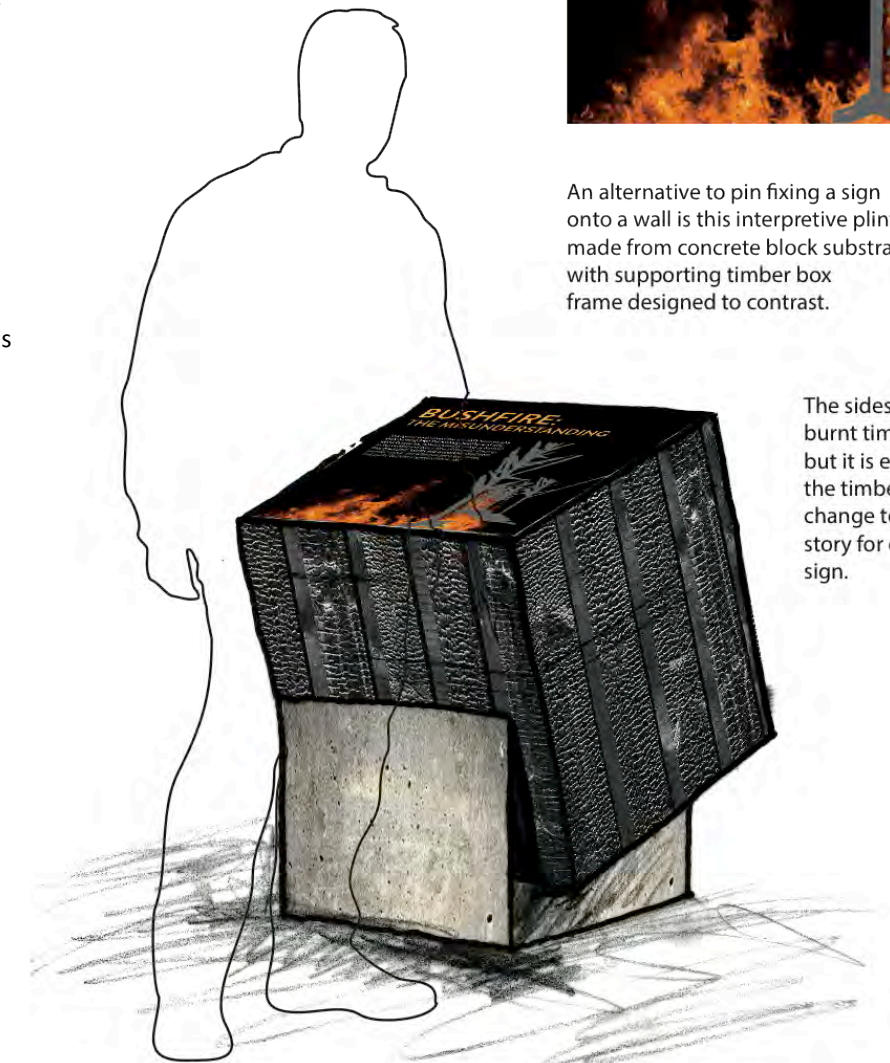 An alternative to pin fixing a sign
onto a wall is this interpretive plin
made from concrete block substra
with supporting timber box
frame designed to contrast.
s
The sides
burnt tim
but it is e
the timbe
change to
story for
sign.
BUSHFIRE:
THE MISUNDERSTANDING